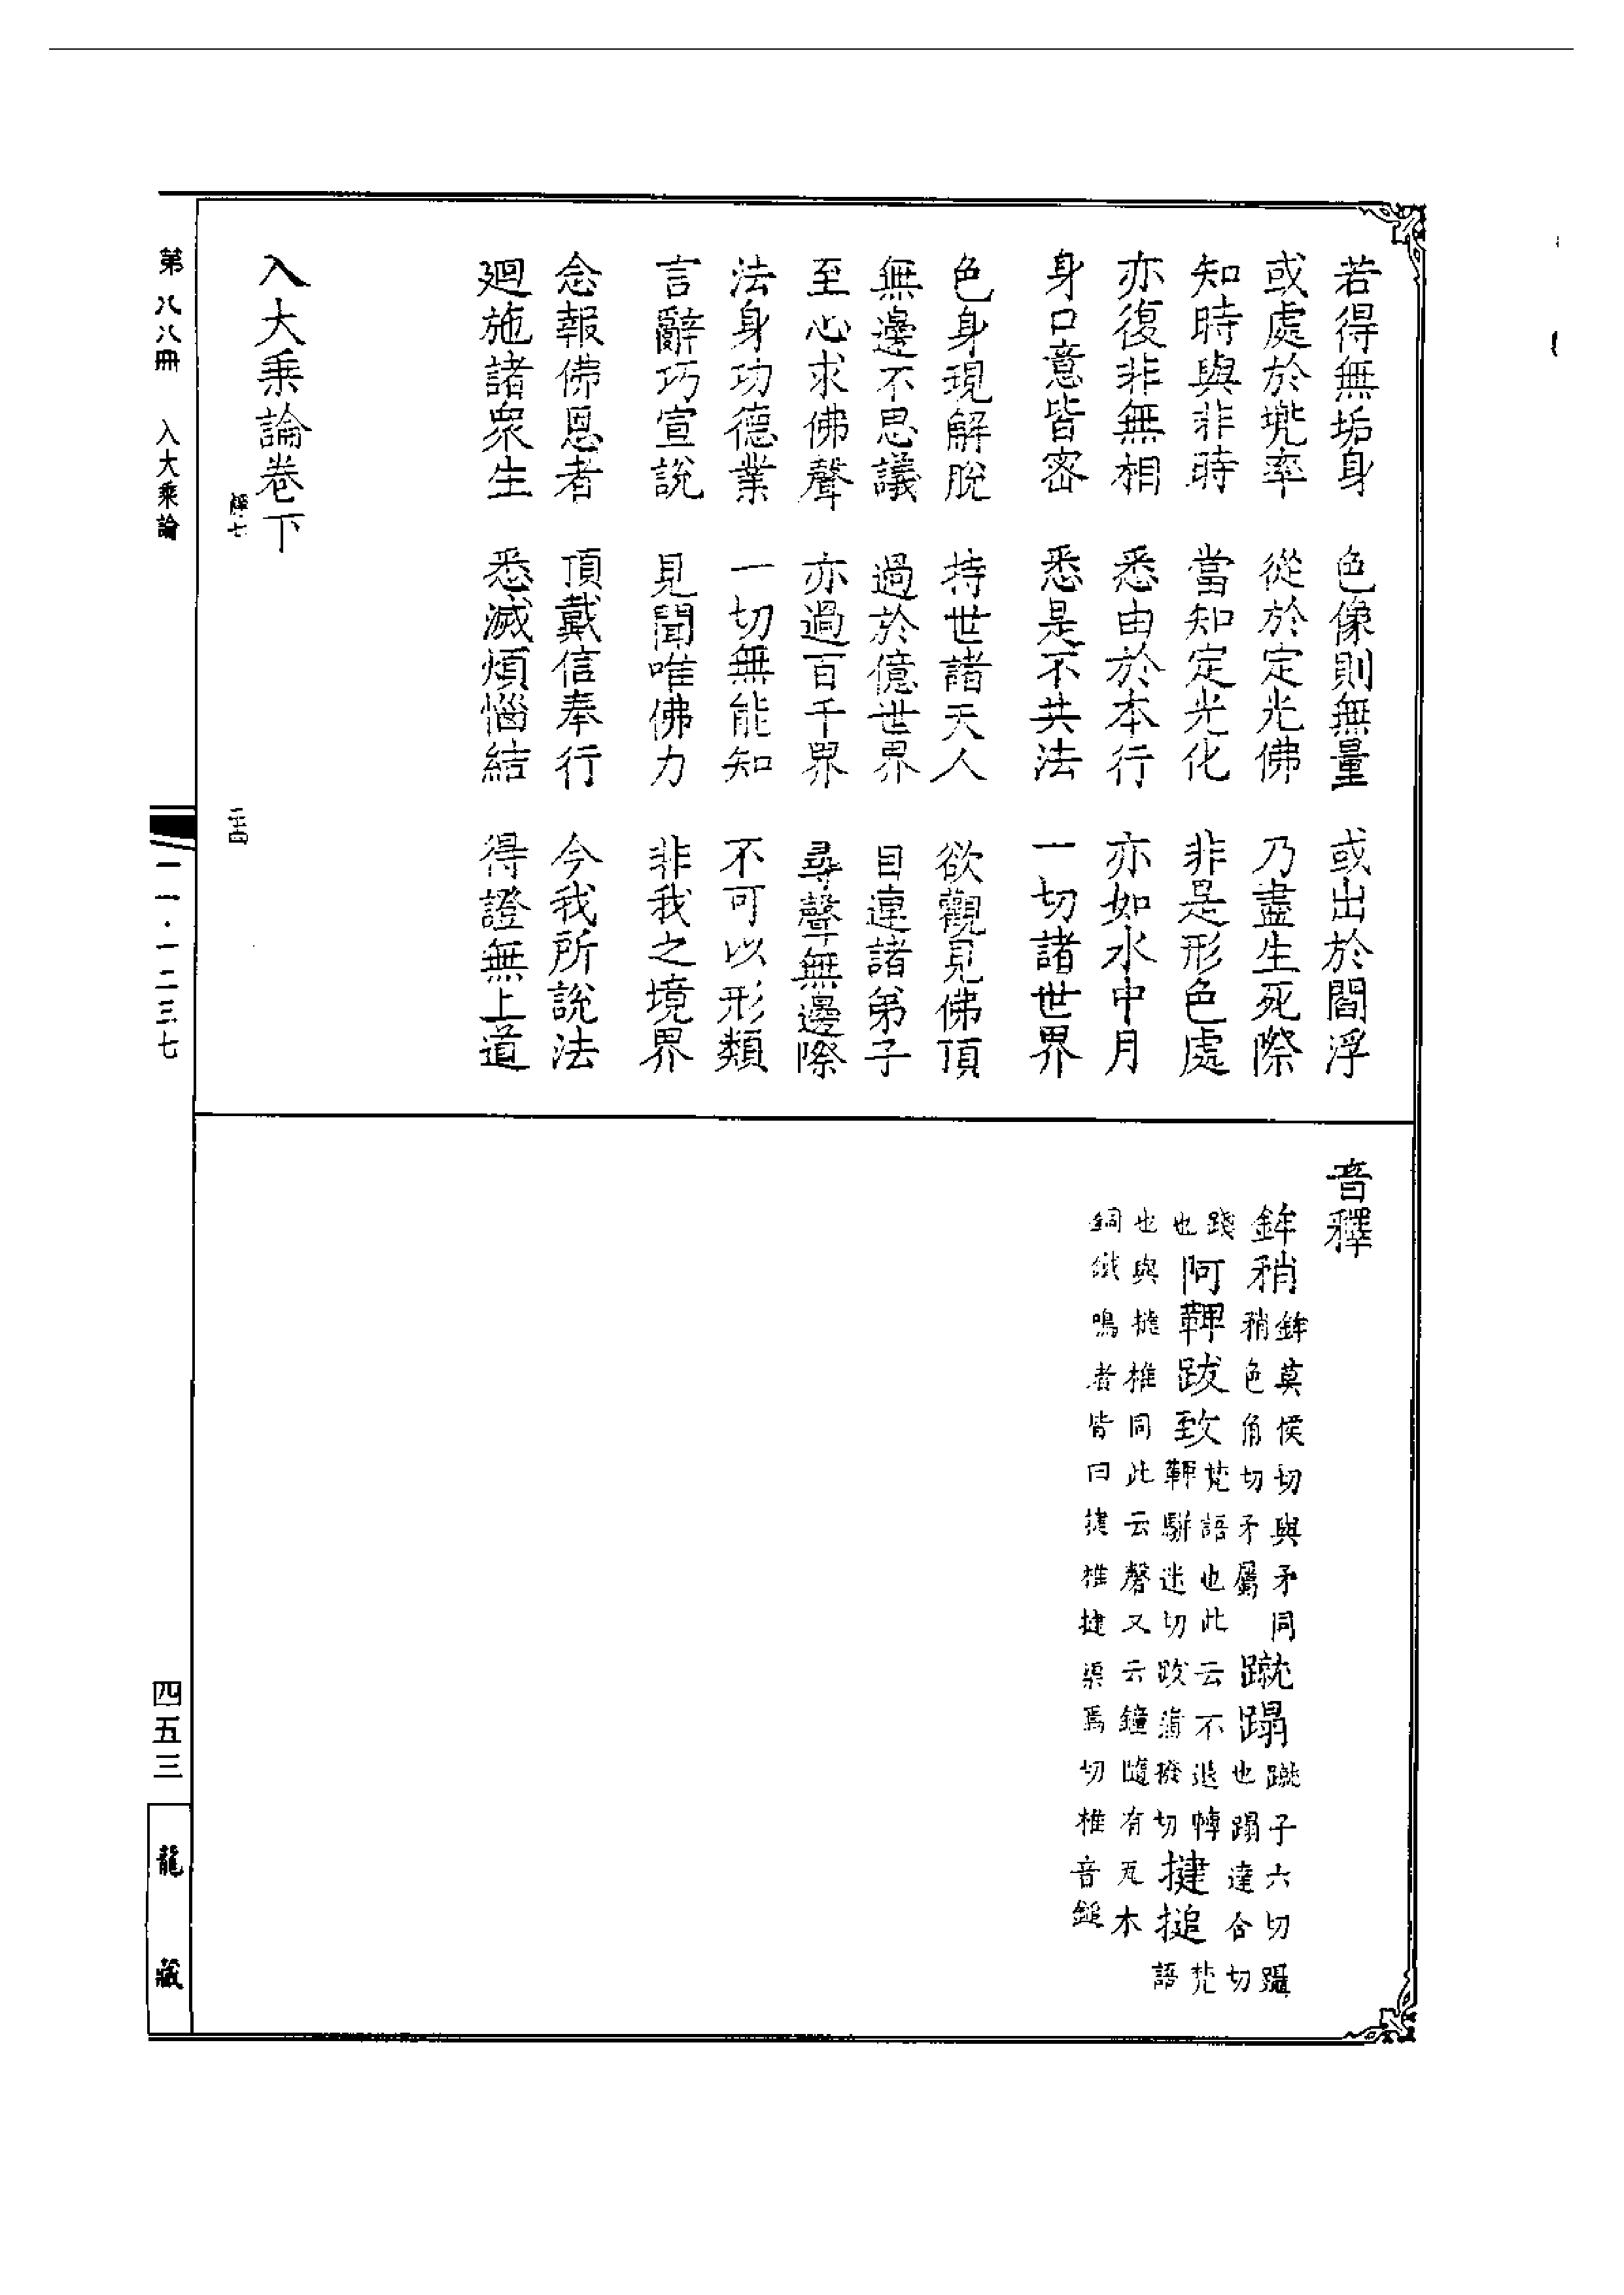 若得無垢身　色像則無量　或出於閻浮
或處於兠率　從於定光佛　乃盡生死際
知時與非時　當知定光化　非是形色處
亦復非無相　悉由於本行　亦如水中月
身口意皆密　悉是不共法　一切諸世界
色身現解脫　持世諸天人　欲觀見佛頂
無邊不思議　過於億世界　目連諸弟子
至心求佛聲　亦過百千界　尋聲無邊際
法身功德業　一切無能知　不可以形類
言辭巧宣說　見聞唯佛力　非我之境界
念報佛恩者　頂戴信奉行　今我所說法
廻施諸衆生　悉滅煩惱結　得證無上道
入大乘論卷下
音釋
鉾矟 鉾莫侯切與矛同矟色角切矛屬 蹴蹋 蹴子六切躡也蹋達合切
踐也 阿鞞跋致 梵語也此云不退轉鞞駢迷切跋蒲撥切 揵搥 梵語
也與揵椎同此云磬又云鐘隨有瓦木
銅鐵鳴者皆曰揵椎揵渠焉切椎音鎚
第八八冊　入大乘論
一一·一二三七
四五三
龍藏